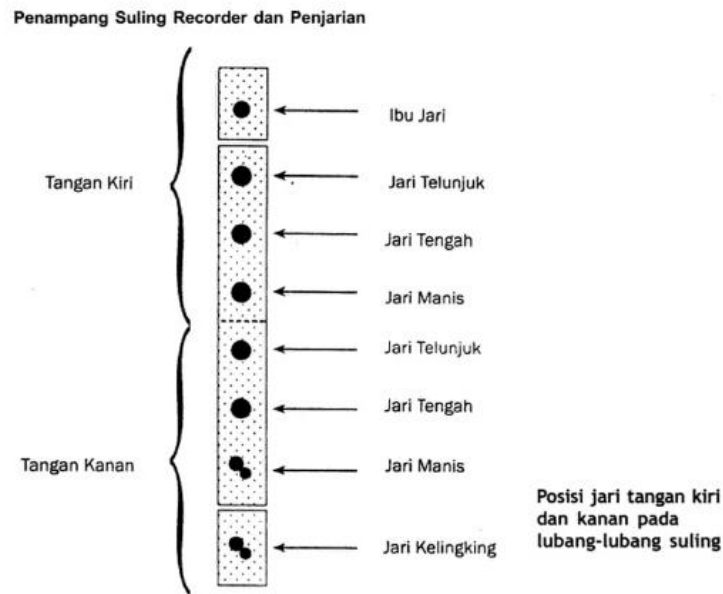 Penampang Suling Recorder dan Penjarian
Ibu Jari
Tangan Kiri
Jari Telunjuk
Jari Tengah
Jari Manis
Jari Telunjuk
Jari Tengah
Tangan Kanan
Jari Manis
Jari Kelingking
Posisi jari tangan kiri
dan kanan pada
lubang-lubang suling